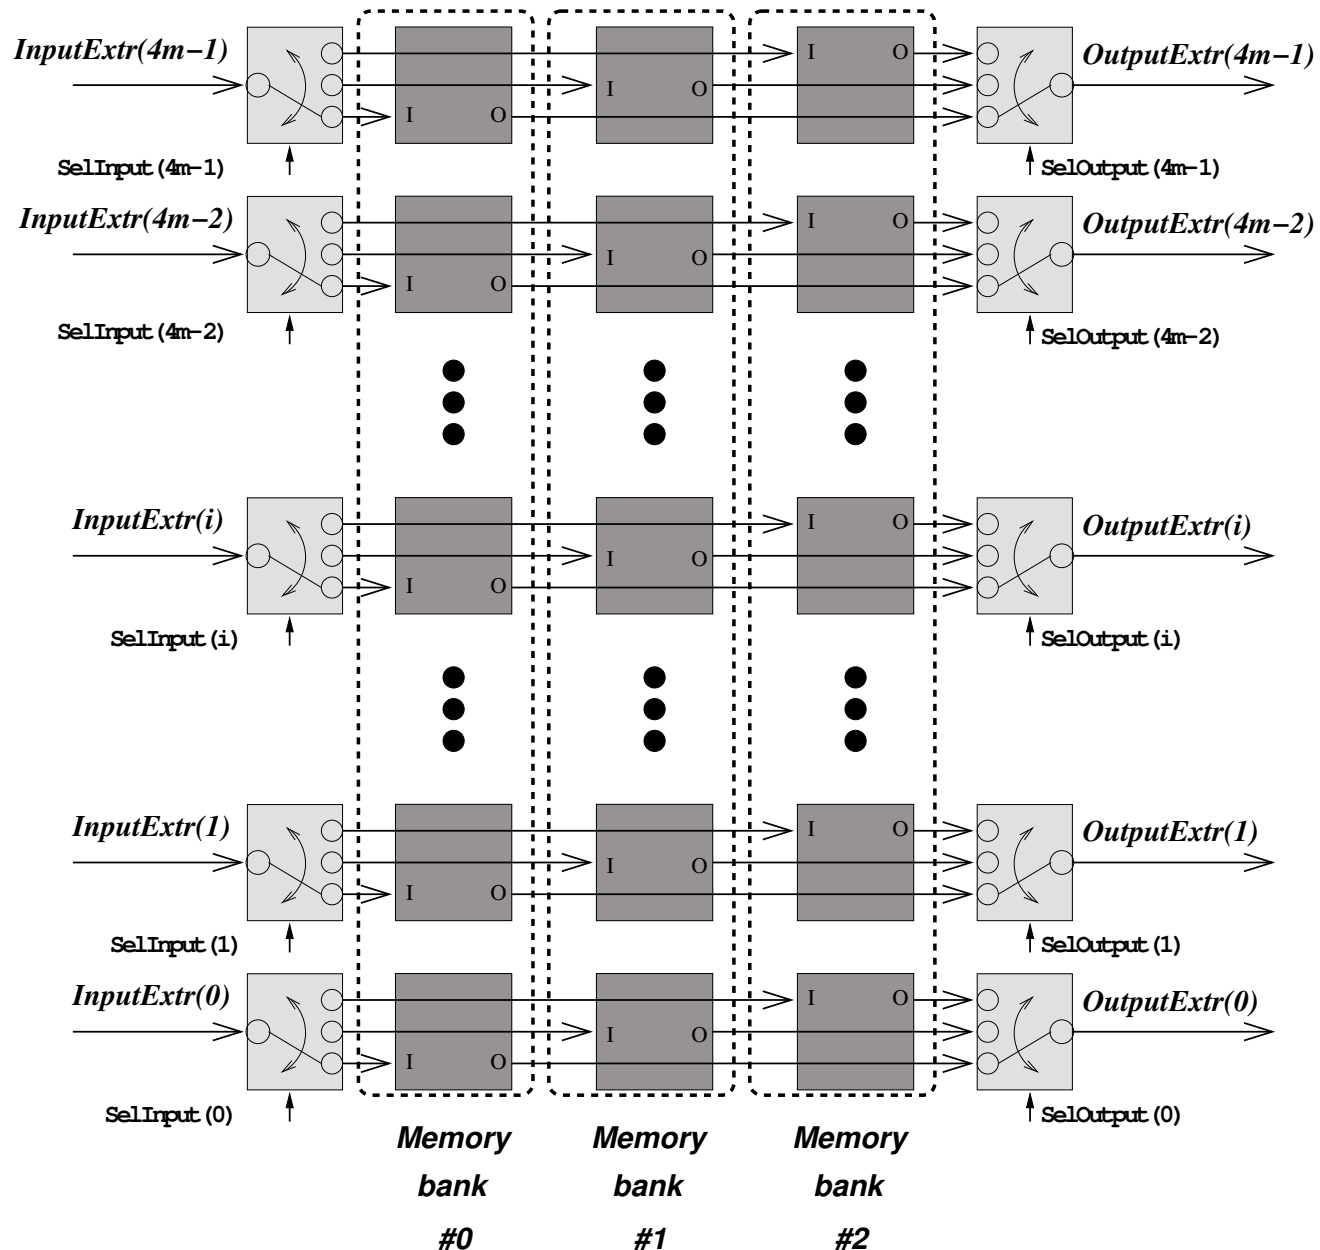 InputExtr(4m−1)
OutputExtr(4m−1)
I O
I O
I O
SelInput(4m-1)
SelOutput(4m-1)
InputExtr(4m−2)
OutputExtr(4m−2)
I O
I O
I O
SelInput(4m-2)
SelOutput(4m-2)
InputExtr(i)
OutputExtr(i)
I O
I O
I O
SelInput(i)
SelOutput(i)
InputExtr(1)
OutputExtr(1)
I O
I O
I O
SelInput(1)
SelOutput(1)
InputExtr(0)
OutputExtr(0)
I O
I O
I O
SelInput(0)
SelOutput(0)
Memory
bank
#0
Memory
bank
#1
Memory
bank
#2